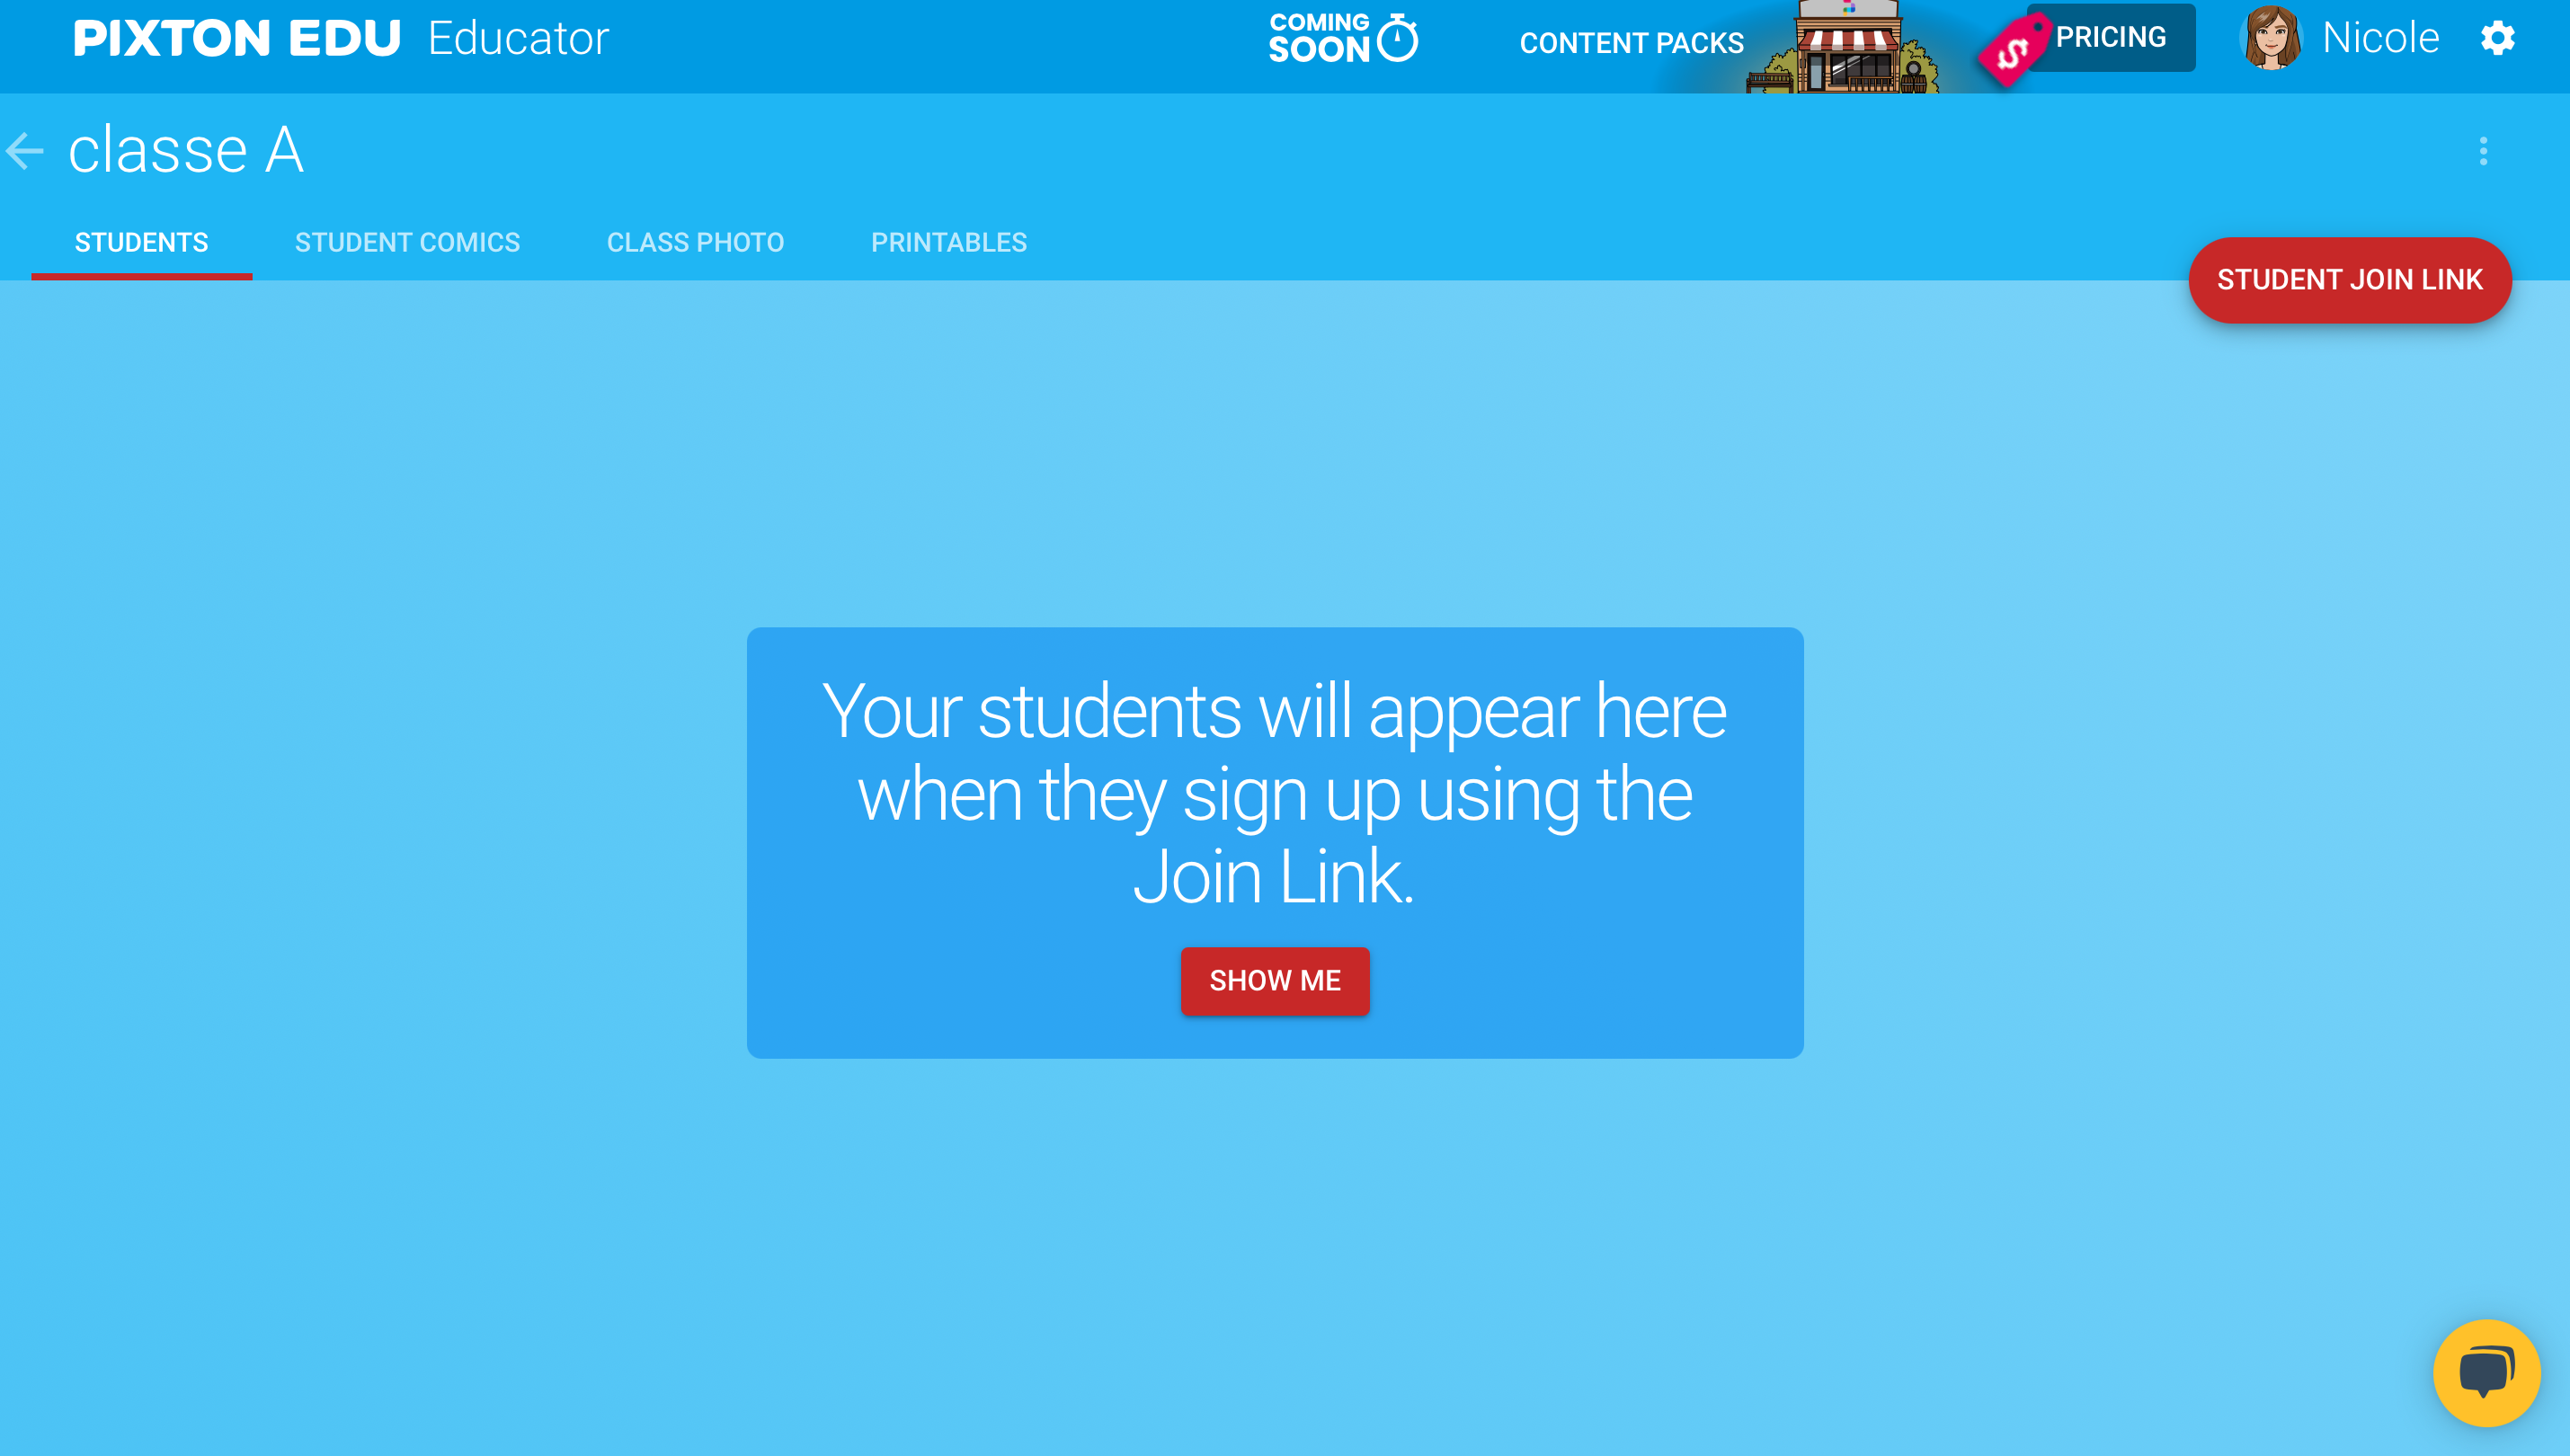 PIXTON EDU Educator
COMING
SOON
CONTENT PACKS
$
PRICING
Nicole
classe A
STUDENTS
STUDENT COMICS
CLASS PHOTO
PRINTABLES
STUDENT JOIN LINK
Your students will appear here
when they sign up using the
Join Link.
SHOW ME